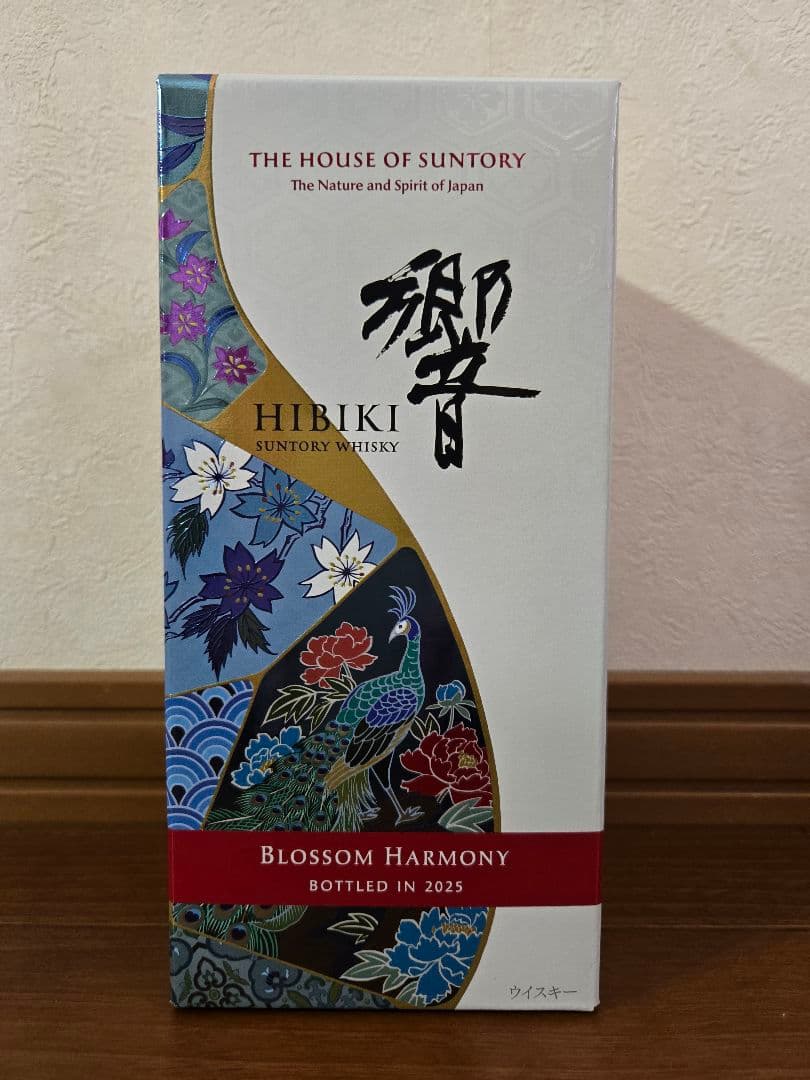 THE HOUSE OF SUNTORY
The Nature and Spirit of Japan
響
HIBIKI
SUNTORY WHISKY
BLOSSOM HARMONY
BOTTLED IN 2025
ウイスキー